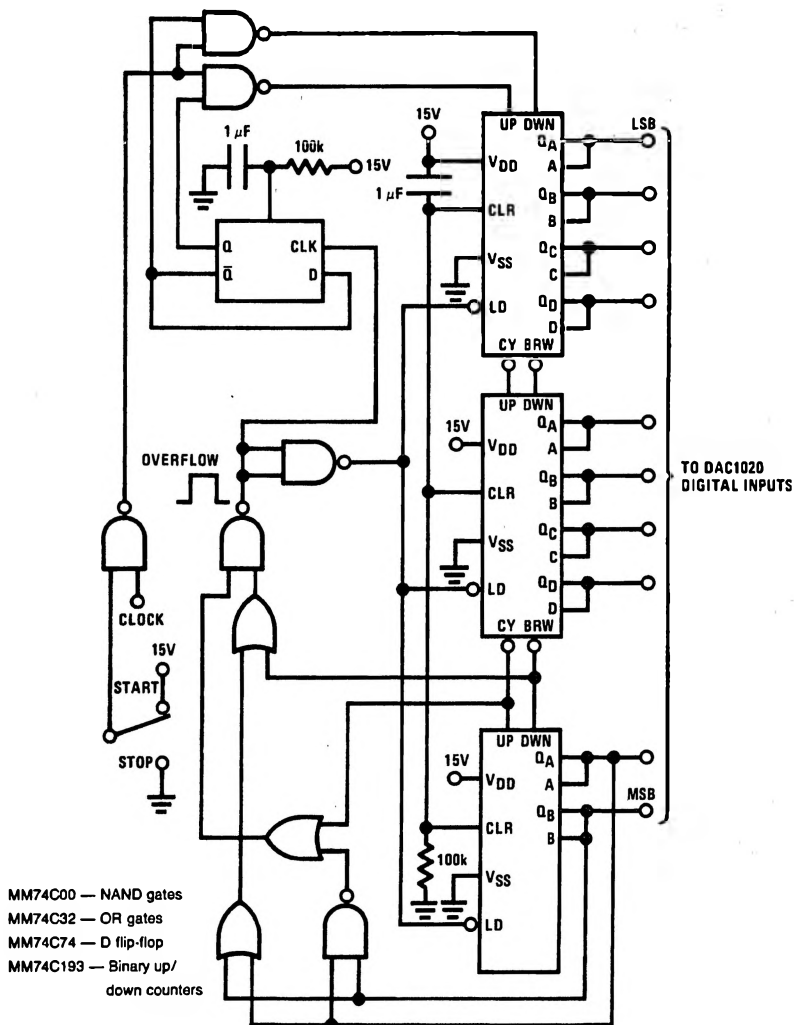 UP DWN
15V
LSB
QA
A
VDD
1 μF
100k
15V
1 μF
QB
B
CLR
QC
C
Q CLK
VSS
Q̅ D
QD
D
LD
CY BRW
UP DWN
15V
QA
A
VDD
OVERFLOW
QB
B
TO DAC1020
DIGITAL INPUTS
CLR
QC
C
VSS
QD
D
LD
CLOCK
CY BRW
15V
START
UP DWN
QA
A
15V
VDD
STOP
MSB
QB
B
CLR
100k
VSS
LD
MM74C00 — NAND gates
MM74C32 — OR gates
MM74C74 — D flip-flop
MM74C193 — Binary up/
down counters